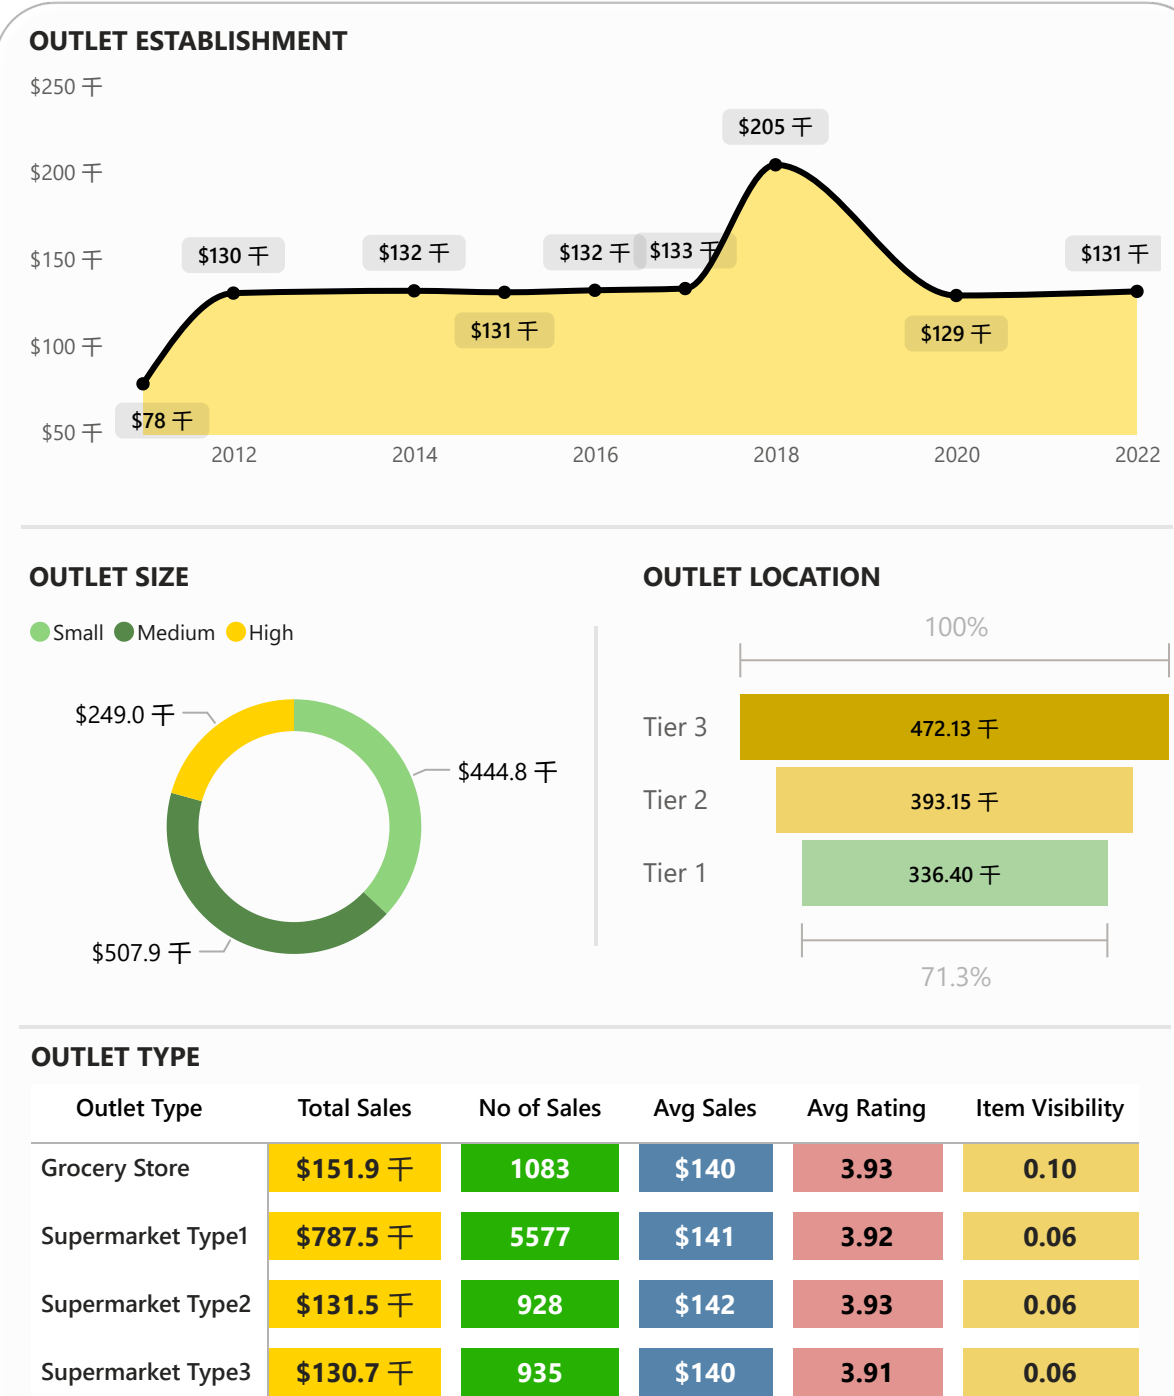 OUTLET ESTABLISHMENT
$250 千
$200 千
$150 千
$100 千
$50 千
$78 千
$130 千
$132 千
$131 千
$132 千
$133 千
$205 千
$129 千
$131 千
2012 2014 2016 2018 2020 2022
OUTLET SIZE
Small Medium High
$249.0 千
$444.8 千
$507.9 千
OUTLET LOCATION
100%
Tier 3 472.13 千
Tier 2 393.15 千
Tier 1 336.40 千
71.3%
OUTLET TYPE
Outlet Type Total Sales No of Sales Avg Sales Avg Rating Item Visibility
Grocery Store $151.9 千 1083 $140 3.93 0.10
Supermarket Type1 $787.5 千 5577 $141 3.92 0.06
Supermarket Type2 $131.5 千 928 $142 3.93 0.06
Supermarket Type3 $130.7 千 935 $140 3.91 0.06